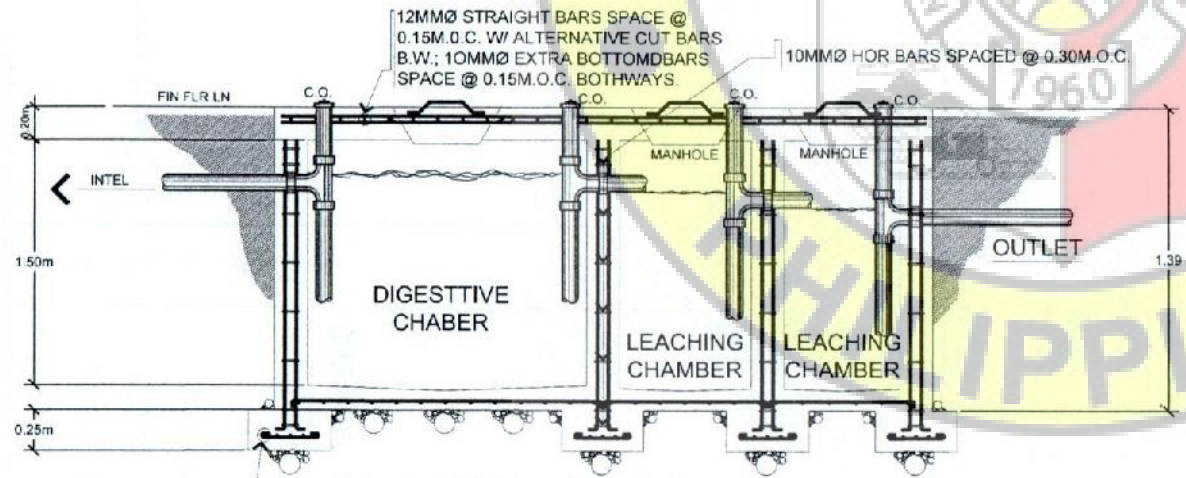 12MMØ STRAIGHT BARS SPACE @
0.15M.O.C. W/ ALTERNATIVE CUT BARS
B.W.; 10MMØ EXTRA BOTTOMDBARS
SPACE @ 0.15M.O.C. BOTHWAYS.
10MMØ HOR BARS SPACED @ 0.30M.O.C.
1960
FIN FLR LN
C.O.
C.O.
C.O.
C.O.
0.20m
MANHOLE
MANHOLE
INTEL
OUTLET
1.50m
1.39
DIGESTTIVE
CHABER
LEACHING
CHAMBER
LEACHING
CHAMBER
PHILIPPI
0.25m